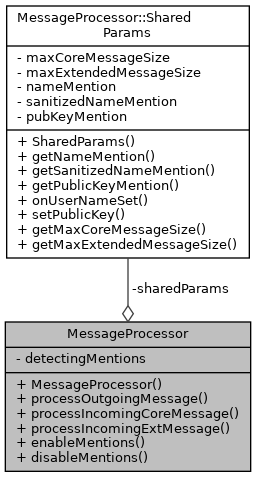 MessageProcessor::Shared
Params
- maxCoreMessageSize
- maxExtendedMessageSize
- nameMention
- sanitizedNameMention
- pubKeyMention
+ SharedParams()
+ getNameMention()
+ getSanitizedNameMention()
+ getPublicKeyMention()
+ onUserNameSet()
+ setPublicKey()
+ getMaxCoreMessageSize()
+ getMaxExtendedMessageSize()
-sharedParams
MessageProcessor
- detectingMentions
+ MessageProcessor()
+ processOutgoingMessage()
+ processIncomingCoreMessage()
+ processIncomingExtMessage()
+ enableMentions()
+ disableMentions()